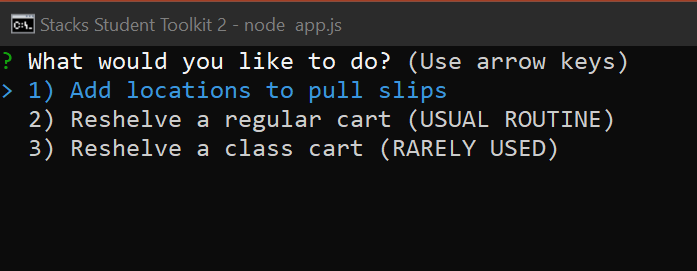 Stacks Student Toolkit 2 - node  app.js
? What would you like to do? (Use arrow keys)
> 1) Add locations to pull slips
2) Reshelve a regular cart (USUAL ROUTINE)
3) Reshelve a class cart (RARELY USED)